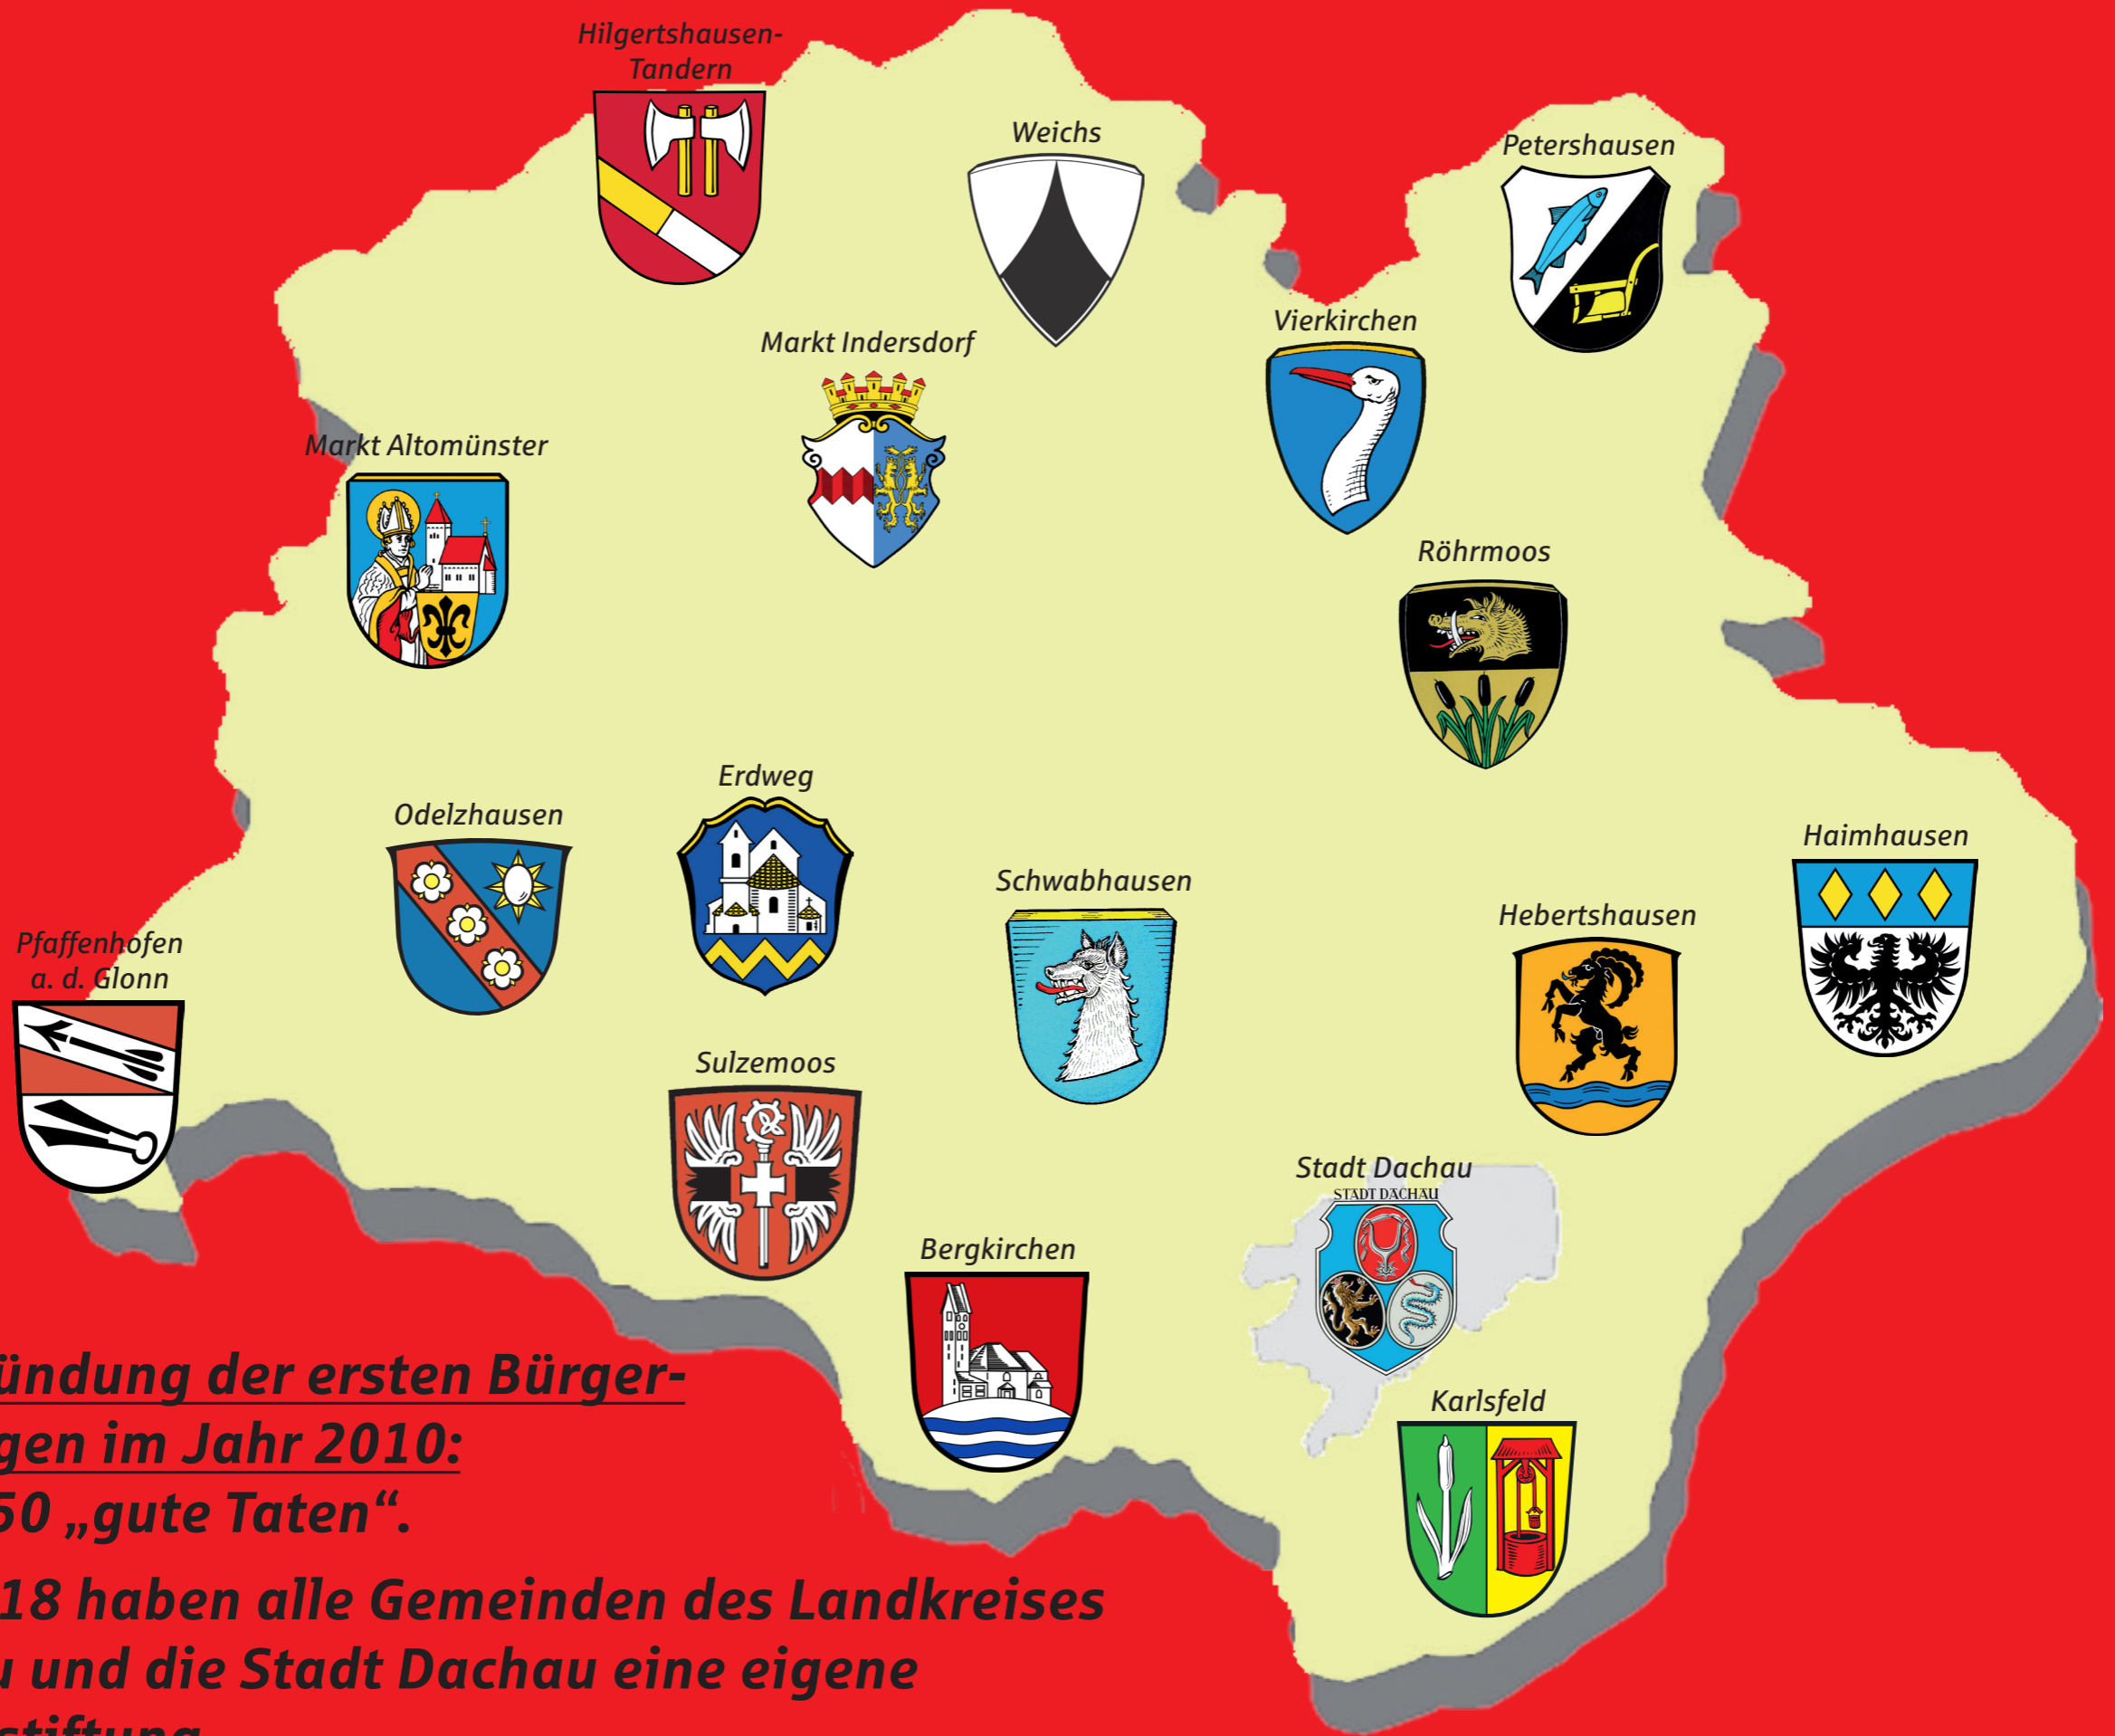 Hilgertshausen-
Tandern
Weichs
Petershausen
Vierkirchen
Markt Indersdorf
Markt Altomünster
Röhrmoos
Erdweg
Odelzhausen
Haimhausen
Schwabhausen
Hebertshausen
Pfaffenhofen
a. d. Glonn
Sulzemoos
Stadt Dachau
STADT DACHAU
Bergkirchen
Karlsfeld
ündung der ersten Bürger-
gen im Jahr 2010:
50 „gute Taten“.
18 haben alle Gemeinden des Landkreises
u und die Stadt Dachau eine eigene
stiftung